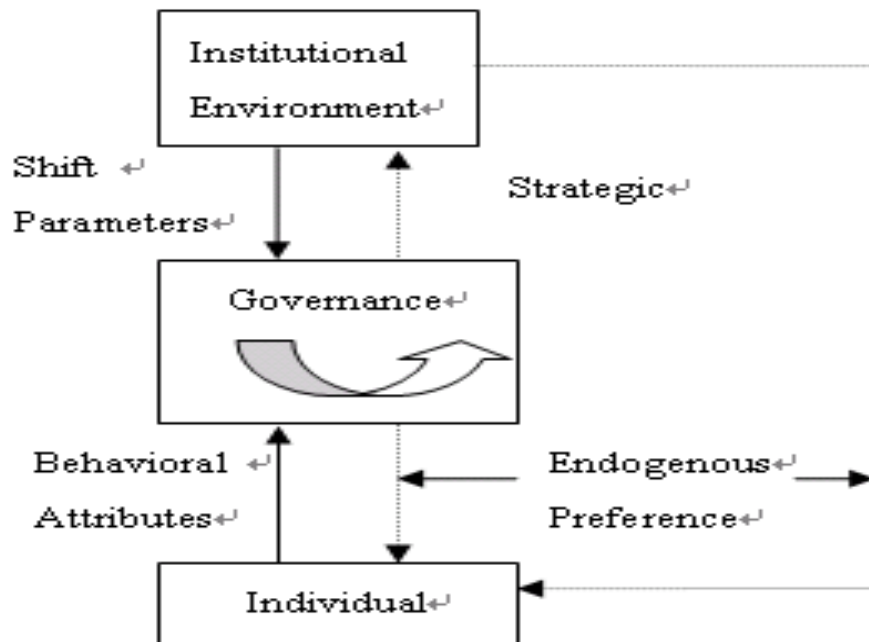 Institutional
Environment↵
Shift ↵
Parameters↵
Strategic↵
Governance↵
Behavioral ↵
Attributes↵
Endogenous↵
Preference↵
Individual↵